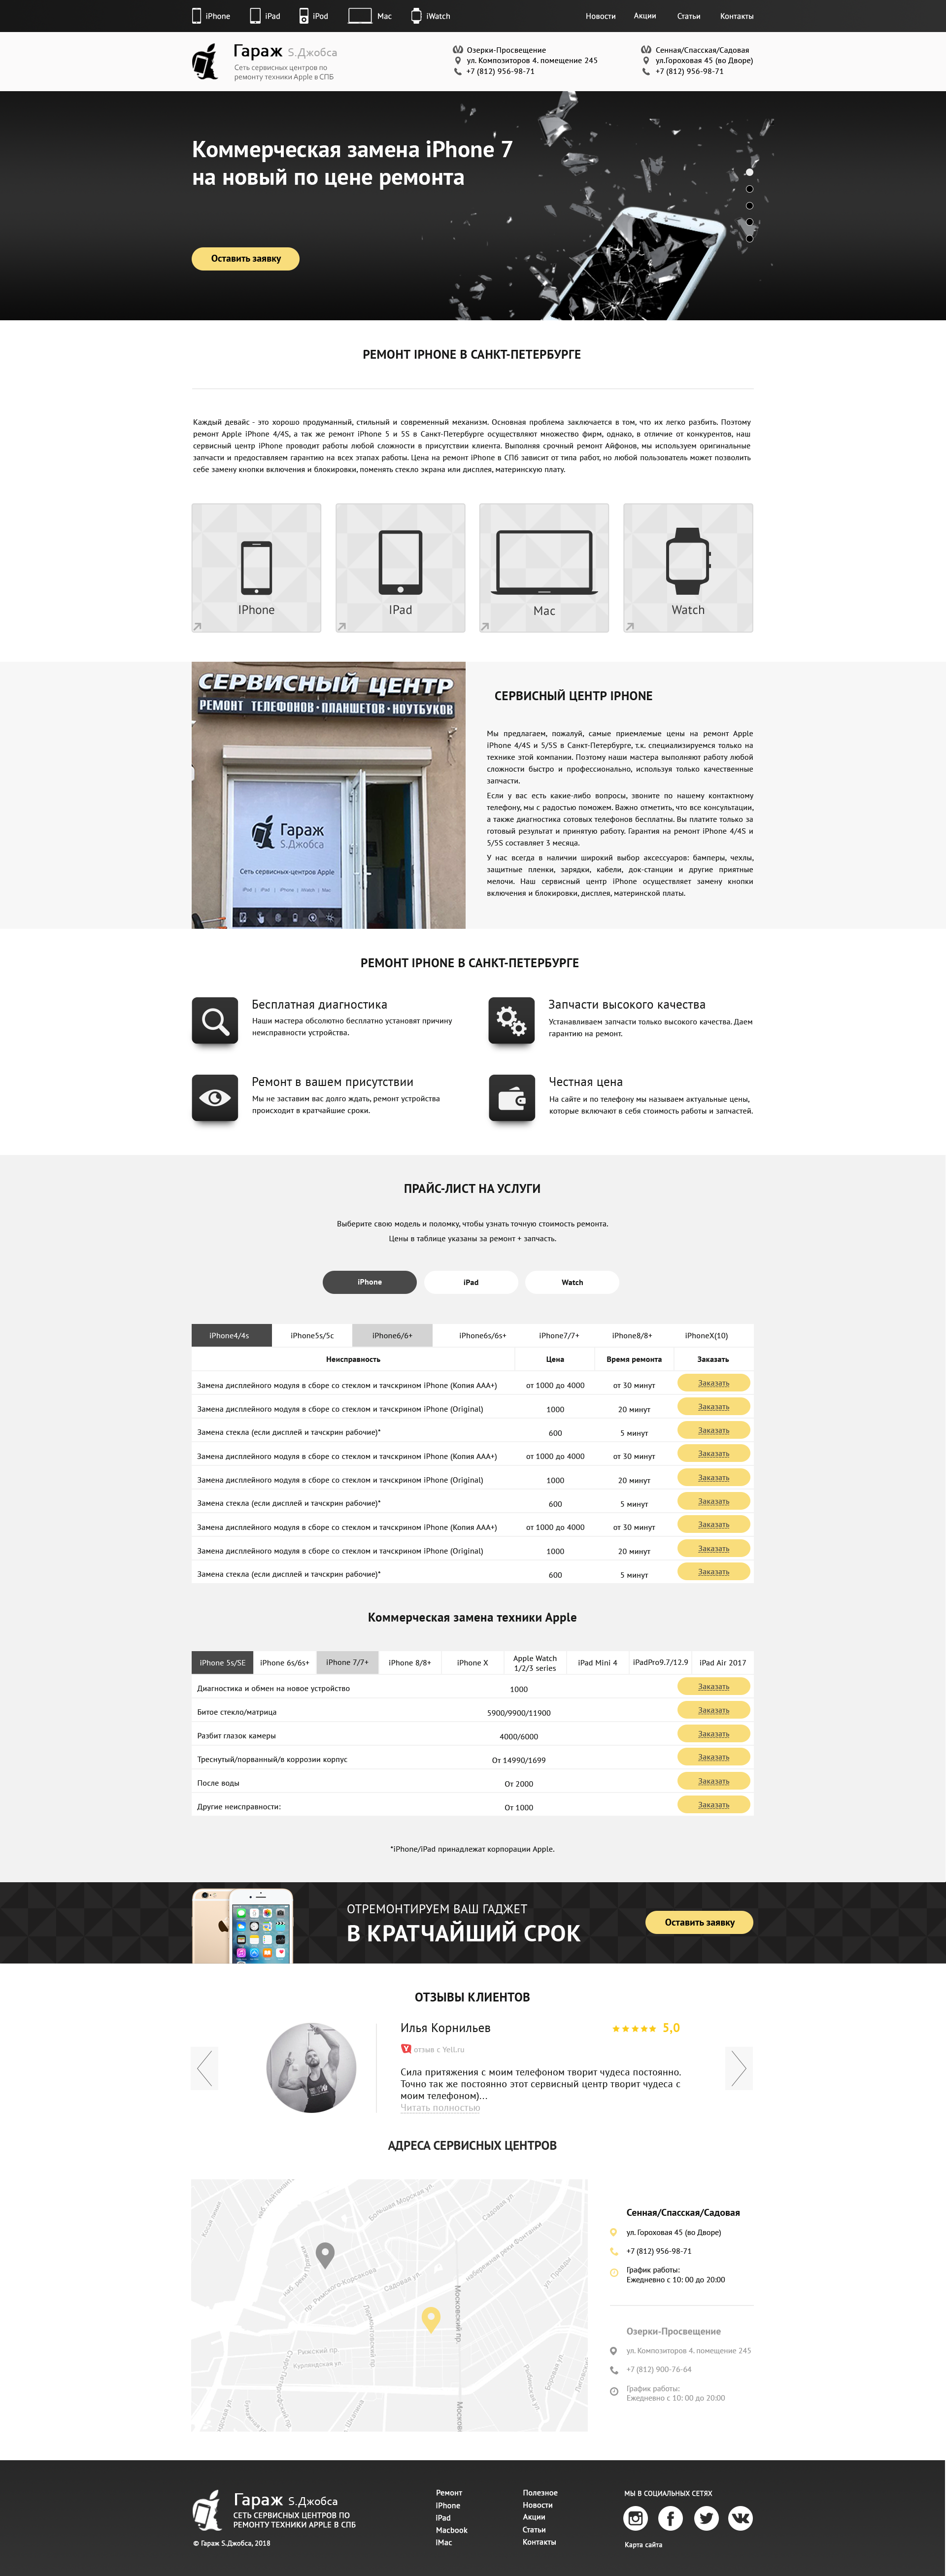 iPhone iPad iPod Mac iWatch Новости Акции Статьи Контакты
Гараж S.Джобса
Сеть сервисных центров по
ремонту техники Apple в СПБ
Озерки-Просвещение
ул. Композиторов 4. помещение 245
+7 (812) 956-98-71
Сенная/Спасская/Садовая
ул.Гороховая 45 (во Дворе)
+7 (812) 956-98-71
Коммерческая замена iPhone 7
на новый по цене ремонта
Оставить заявку
РЕМОНТ IPHONE В САНКТ-ПЕТЕРБУРГЕ
Каждый девайс - это хорошо продуманный, стильный и современный механизм. Основная проблема заключается в том, что их легко разбить. Поэтому
ремонт Apple iPhone 4/4S, а так же ремонт iPhone 5 и 5S в Санкт-Петербурге осуществляют множество фирм, однако, в отличие от конкурентов, наш
сервисный центр iPhone проводит работы любой сложности в присутствии клиента. Выполняя срочный ремонт Айфонов, мы используем оригинальные
запчасти и предоставляем гарантию на всех этапах работы. Цена на ремонт iPhone в СПб зависит от типа работ, но любой пользователь может позволить
себе замену кнопки включения и блокировки, поменять стекло экрана или дисплея, материнскую плату.
IPhone
IPad
Mac
Watch
СЕРВИСНЫЙ ЦЕНТР
РЕМОНТ ТЕЛЕФОНОВ • ПЛАНШЕТОВ • НОУТБУКОВ
Гараж
S.Джобса
Сеть сервисных центров Apple
iPod | iPad | iPhone | Watch | Mac
СЕРВИСНЫЙ ЦЕНТР IPHONE
Мы предлагаем, пожалуй, самые приемлемые цены на ремонт Apple
iPhone 4/4S и 5/5S в Санкт-Петербурге, т.к. специализируемся только на
технике этой компании. Поэтому наши мастера выполняют работу любой
сложности быстро и профессионально, используя только качественные
запчасти.
Если у вас есть какие-либо вопросы, звоните по нашему контактному
телефону, мы с радостью поможем. Важно отметить, что все консультации,
а также диагностика сотовых телефонов бесплатны. Вы платите только за
готовый результат и принятую работу. Гарантия на ремонт iPhone 4/4S и
5/5S составляет 3 месяца.
У нас всегда в наличии широкий выбор аксессуаров: бамперы, чехлы,
защитные пленки, зарядки, кабели, док-станции и другие приятные
мелочи. Наш сервисный центр iPhone осуществляет замену кнопки
включения и блокировки, дисплея, материнской платы.
РЕМОНТ IPHONE В САНКТ-ПЕТЕРБУРГЕ
Бесплатная диагностика
Наши мастера обсолютно бесплатно установят причину
неисправности устройства.
Запчасти высокого качества
Устанавливаем запчасти только высокого качества. Даем
гарантию на ремонт.
Ремонт в вашем присутствии
Мы не заставим вас долго ждать, ремонт устройства
происходит в кратчайшие сроки.
Честная цена
На сайте и по телефону мы называем актуальные цены,
которые включают в себя стоимость работы и запчастей.
ПРАЙС-ЛИСТ НА УСЛУГИ
Выберите свою модель и поломку, чтобы узнать точную стоимость ремонта.
Цены в таблице указаны за ремонт + запчасть.
iPhone iPad Watch
iPhone4/4s iPhone5s/5c iPhone6/6+ iPhone6s/6s+ iPhone7/7+ iPhone8/8+ iPhoneX(10)
Неисправность Цена Время ремонта Заказать
Замена дисплейного модуля в сборе со стеклом и тачскрином iPhone (Копия ААА+) от 1000 до 4000 от 30 минут Заказать
Замена дисплейного модуля в сборе со стеклом и тачскрином iPhone (Original) 1000 20 минут Заказать
Замена стекла (если дисплей и тачскрин рабочие)* 600 5 минут Заказать
Замена дисплейного модуля в сборе со стеклом и тачскрином iPhone (Копия ААА+) от 1000 до 4000 от 30 минут Заказать
Замена дисплейного модуля в сборе со стеклом и тачскрином iPhone (Original) 1000 20 минут Заказать
Замена стекла (если дисплей и тачскрин рабочие)* 600 5 минут Заказать
Замена дисплейного модуля в сборе со стеклом и тачскрином iPhone (Копия ААА+) от 1000 до 4000 от 30 минут Заказать
Замена дисплейного модуля в сборе со стеклом и тачскрином iPhone (Original) 1000 20 минут Заказать
Замена стекла (если дисплей и тачскрин рабочие)* 600 5 минут Заказать
Коммерческая замена техники Apple
iPhone 5s/SE iPhone 6s/6s+ iPhone 7/7+ iPhone 8/8+ iPhone X Apple Watch
1/2/3 series iPad Mini 4 iPadPro9.7/12.9 iPad Air 2017
Диагностика и обмен на новое устройство 1000 Заказать
Битое стекло/матрица 5900/9900/11900 Заказать
Разбит глазок камеры 4000/6000 Заказать
Треснутый/порванный/в коррозии корпус От 14990/1699 Заказать
После воды От 2000 Заказать
Другие неисправности: От 1000 Заказать
*iPhone/iPad принадлежат корпорации Apple.
ОТРЕМОНТИРУЕМ ВАШ ГАДЖЕТ
В КРАТЧАЙШИЙ СРОК
Оставить заявку
ОТЗЫВЫ КЛИЕНТОВ
Илья Корнильев 5,0
отзыв с Yell.ru
Сила притяжения с моим телефоном творит чудеса постоянно.
Точно так же постоянно этот сервисный центр творит чудеса с
моим телефоном)...
Читать полностью
АДРЕСА СЕРВИСНЫХ ЦЕНТРОВ
Большая Морская ул.
Садовая ул.
пр. Римского-Корсакова
Садовая ул.
набережная реки Фонтанки
Лермонтовский пр.
Московский пр.
Рижский пр.
Курляндская ул.
Старо-Петергофский пр.
Сенная/Спасская/Садовая
ул. Гороховая 45 (во Дворе)
+7 (812) 956-98-71
График работы:
Ежедневно с 10: 00 до 20:00
Озерки-Просвещение
ул. Композиторов 4. помещение 245
+7 (812) 900-76-64
График работы:
Ежедневно с 10: 00 до 20:00
Гараж S.Джобса
СЕТЬ СЕРВИСНЫХ ЦЕНТРОВ ПО
РЕМОНТУ ТЕХНИКИ APPLE В СПБ
© Гараж S.Джобса, 2018
Ремонт
IPhone
IPad
Macbook
IMac
Полезное
Новости
Акции
Статьи
Контакты
МЫ В СОЦИАЛЬНЫХ СЕТЯХ
Карта сайта